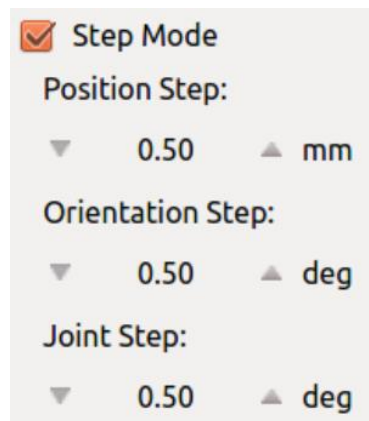 Step Mode
Position Step:
0.50 mm
Orientation Step:
0.50 deg
Joint Step:
0.50 deg